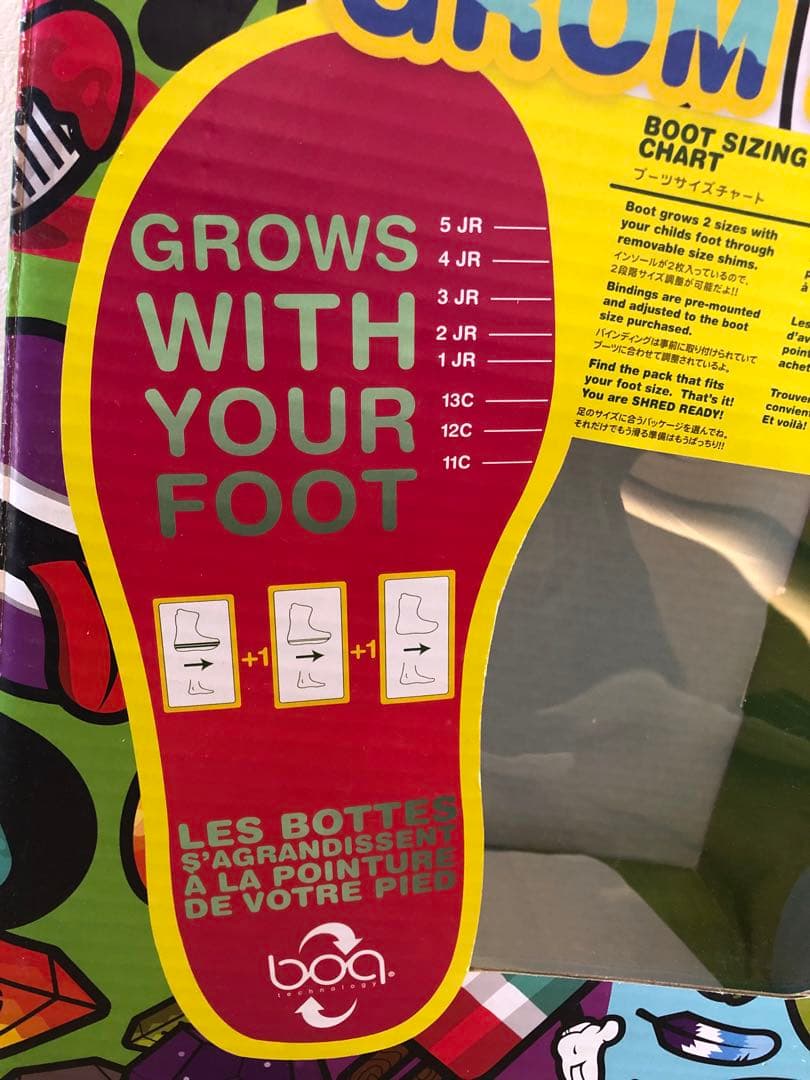 GROM
BOOT SIZING
CHART
ブーツサイズチャート
Boot grows 2 sizes with
your childs foot through
removable size shims.
インソールが2枚入っているので、
2段階サイズ調整が可能だよ!!
Bindings are pre-mounted
and adjusted to the boot
size purchased.
バインディングは事前に取り付けられていて
ブーツに合わせて調整されているよ。
Find the pack that fits
your foot size. That's it!
You are SHRED READY!
足のサイズに合うパッケージを選んでね。
それだけでもう滑る準備はもうばっちり!!
à
Les
d'av
poin
achet
Trouve
convien
Et voilà!
GROWS
WITH
YOUR
FOOT
5 JR
4 JR
3 JR
2 JR
1 JR
13C
12C
11C
+1
+1
LES BOTTES
S'AGRANDISSENT
À LA POINTURE
DE VOTRE PIED
boa®
technology